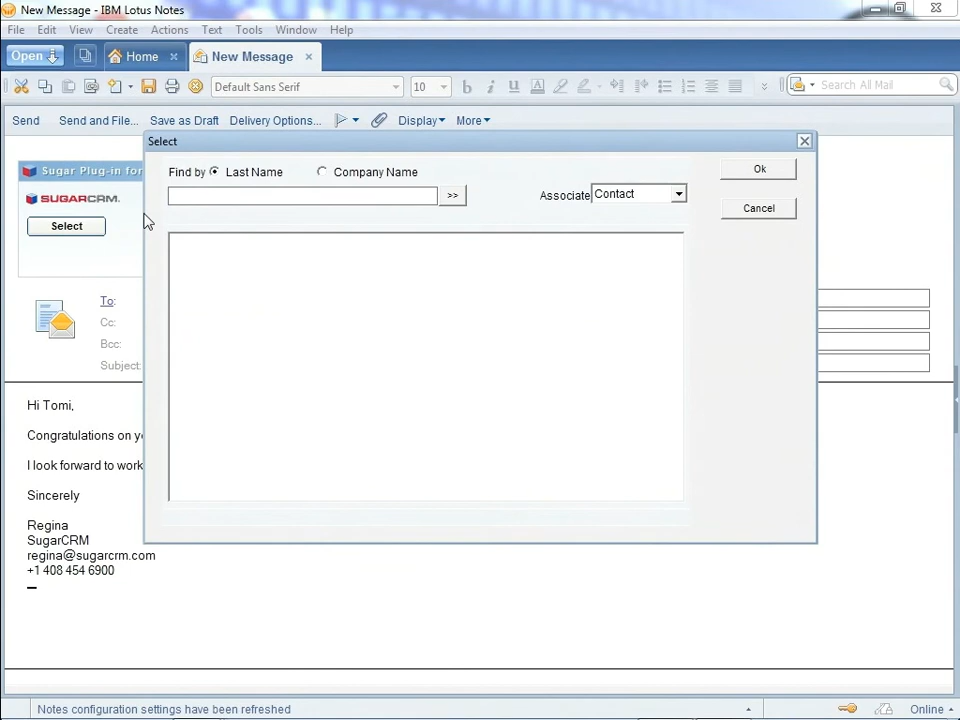 New Message - IBM Lotus Notes
File Edit View Create Actions Text Tools Window Help
Open Home New Message
Default Sans Serif 10 b i u A Search All Mail
Send Send and File... Save as Draft Delivery Options... Display More
Select
Sugar Plug-in for
Find by Last Name Company Name Ok
SUGARCRM.
>> Associate Contact
Cancel
Select
To:
Cc:
Bcc:
Subject:
Hi Tomi,
Congratulations on yo
I look forward to work
Sincerely
Regina
SugarCRM
regina@sugarcrm.com
+1 408 454 6900
Notes configuration settings have been refreshed Online